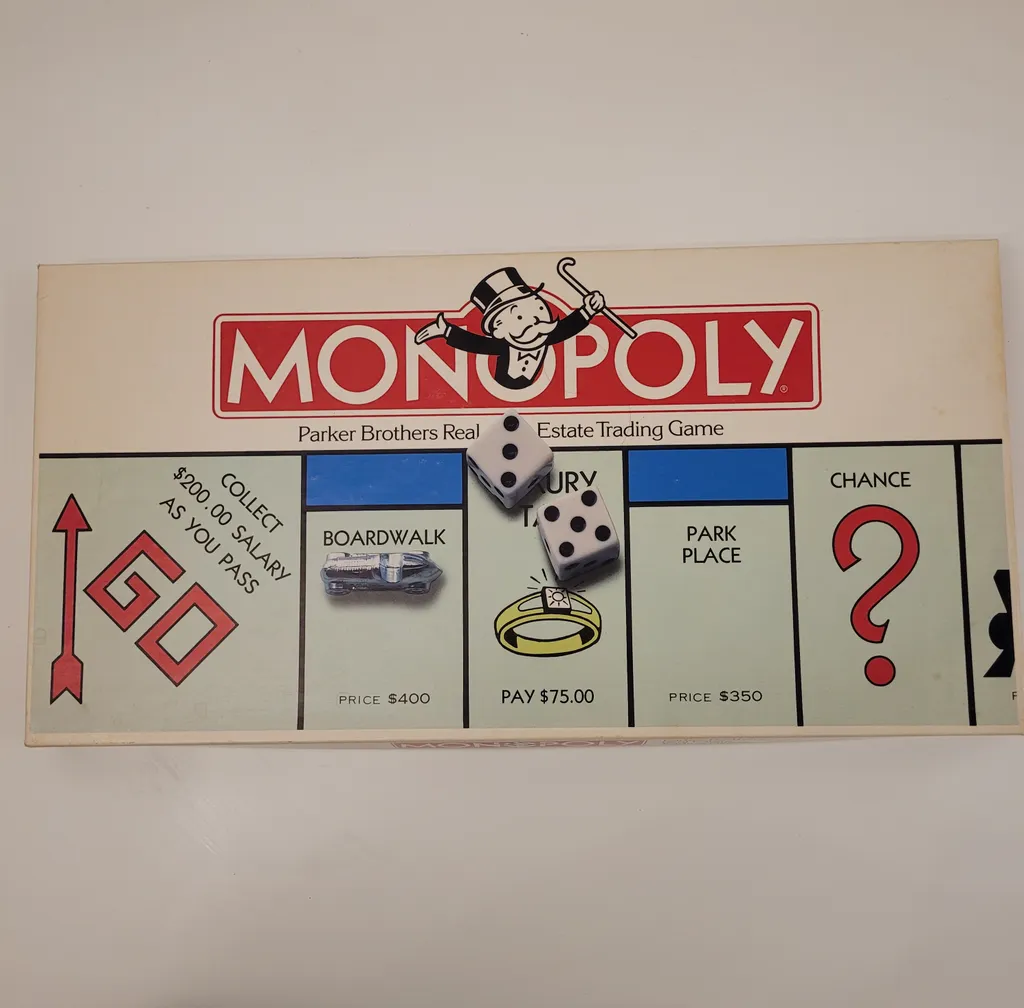 MONOPOLY
Parker Brothers Real Estate Trading Game
COLLECT
$200.00 SALARY
AS YOU PASS
GO
BOARDWALK
PRICE $400
PAY $75.00
PARK
PLACE
PRICE $350
CHANCE
?
MONOPOLY